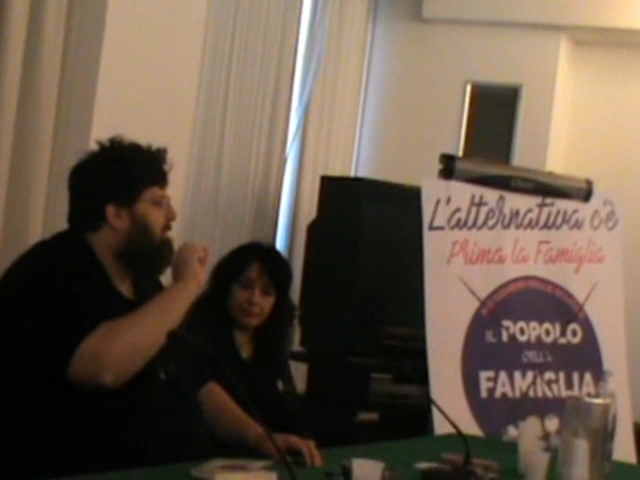 L'alternativa c'è
Prima la Famiglia
IL POPOLO
DELLA
FAMIGLIA